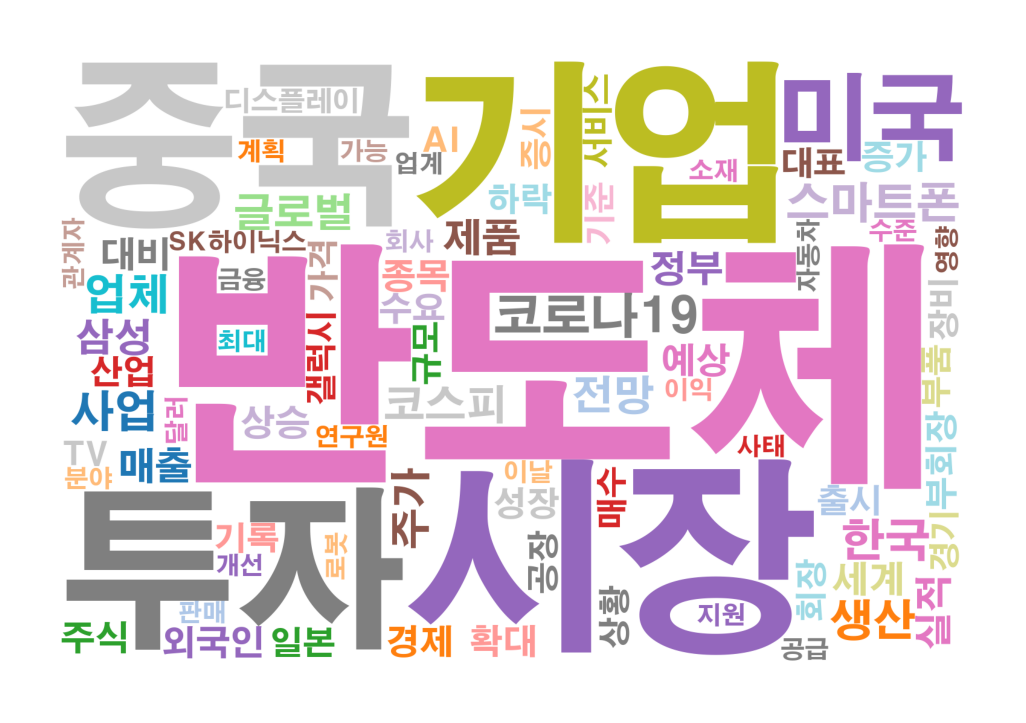 중국
기업
미국
디스플레이
계획
가능
업계
AI
증시
서비스
소재
대표
증가
글로벌
하락
기준
스마트폰
관계자
대비
SK하이닉스
회사
제품
수준
영향
업체
금융
가격
종목
정부
자동차
반도체
수요
코로나19
장비
삼성
최대
갤럭시
규모
예상
부품
산업
사업
달러
상승
코스피
전망
이익
부회장
TV
매출
연구원
사태
분야
이날
투자
시장
주가
성장
매수
출시
한국
경기
기록
개선
로봇
공장
회장
세계
판매
상황
지원
생산
실적
주식
외국인
일본
경제
확대
공급